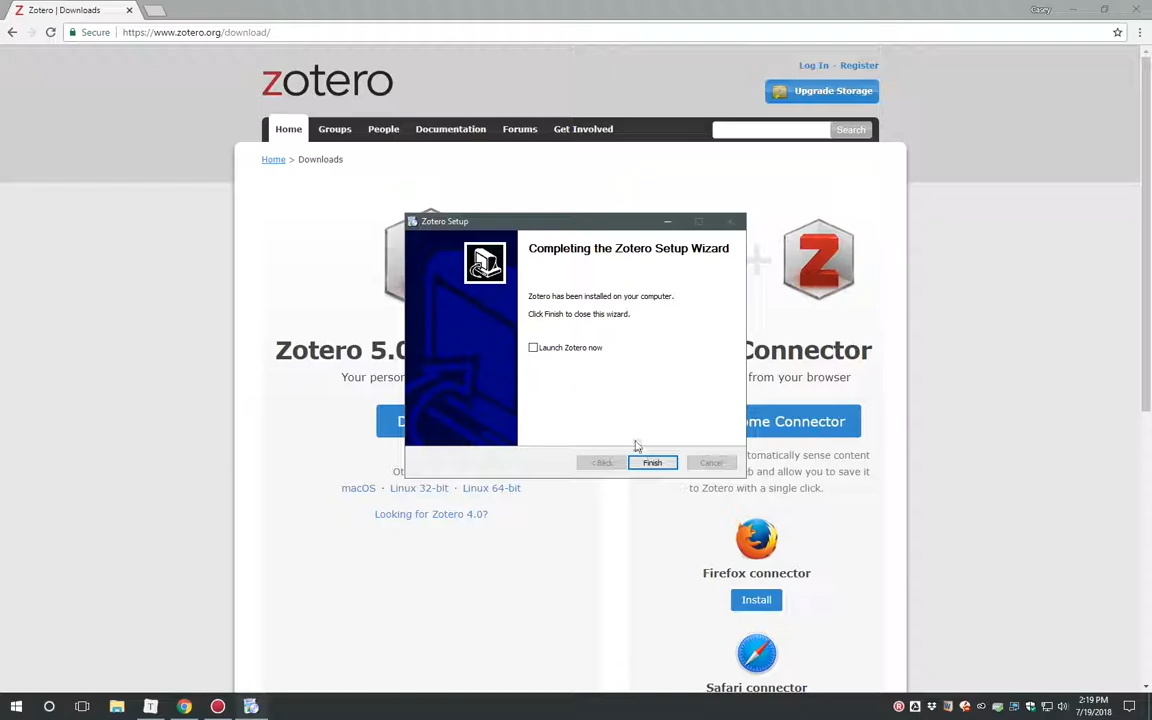 Zotero | Downloads
Casey
Secure
https://www.zotero.org/download/
Log In - Register
zotero
Upgrade Storage
Home Groups People Documentation Forums Get Involved
Search
Home > Downloads
Zotero Setup
Completing the Zotero Setup Wizard
Zotero has been installed on your computer.
Click Finish to close this wizard.
Launch Zotero now
< Back Finish Cancel
Zotero 5.0
Connector
Your person
from your browser
D
me Connector
Ot
macOS · Linux 32-bit · Linux 64-bit
Looking for Zotero 4.0?
tomatically sense content
b and allow you to save it
to Zotero with a single click.
Firefox connector
Install
Safari connector
2:19 PM
7/19/2018